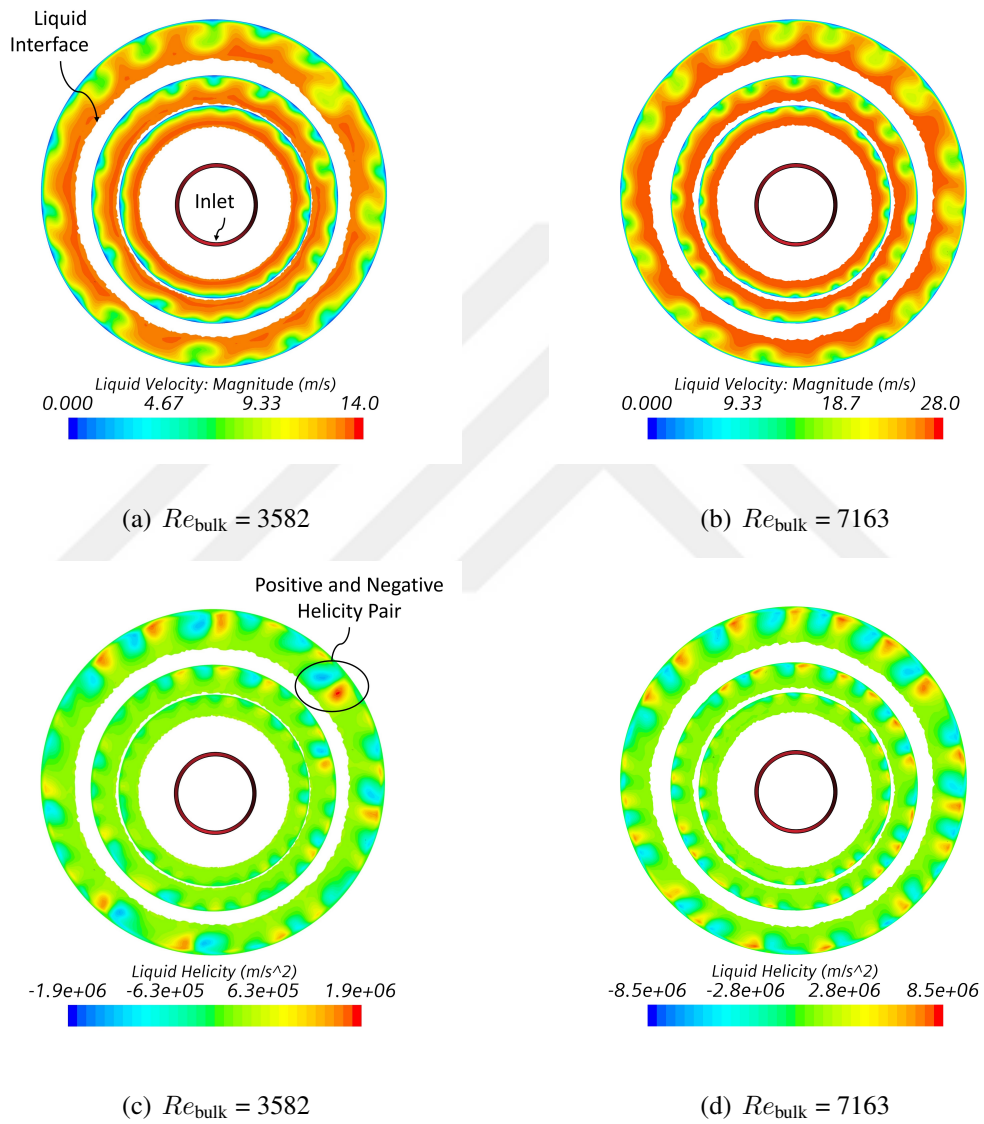 Liquid
Interface
Inlet
Liquid Velocity: Magnitude (m/s)
0.000 4.67 9.33 14.0
Liquid Velocity: Magnitude (m/s)
0.000 9.33 18.7 28.0
(a) Re_bulk = 3582
(b) Re_bulk = 7163
Positive and Negative
Helicity Pair
Liquid Helicity (m/s^2)
-1.9e+06 -6.3e+05 6.3e+05 1.9e+06
Liquid Helicity (m/s^2)
-8.5e+06 -2.8e+06 2.8e+06 8.5e+06
(c) Re_bulk = 3582
(d) Re_bulk = 7163